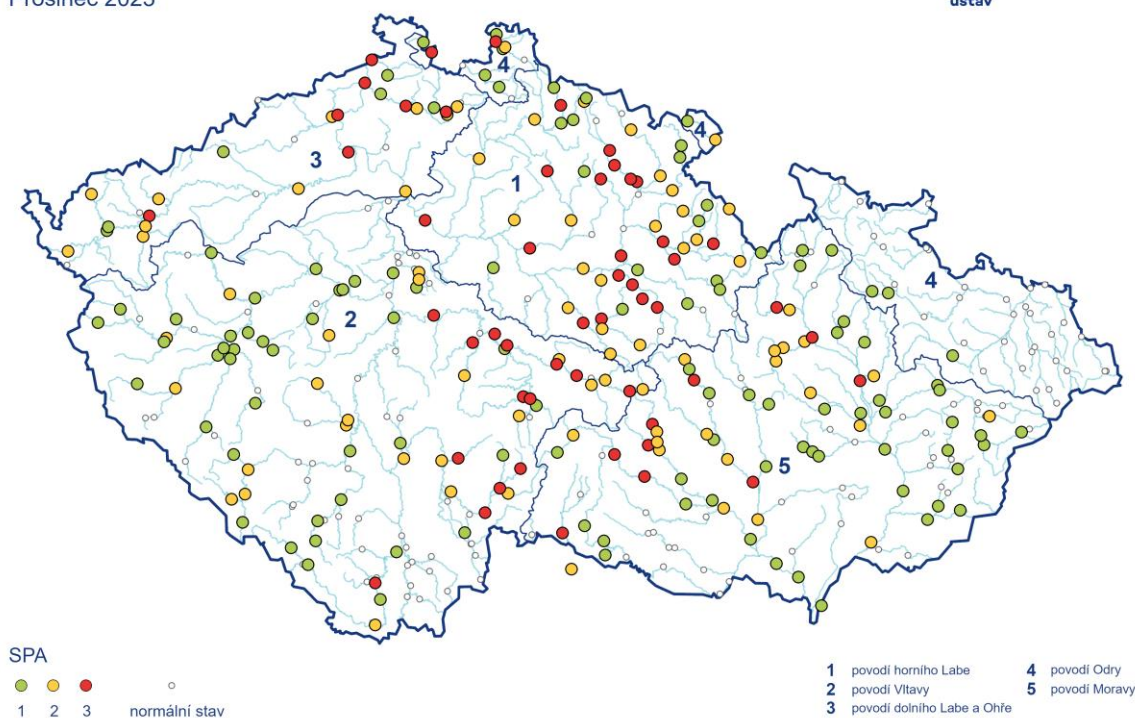 Prosinec 2023
ústav
4
4
3
1
4
2
5
SPA
1 2 3 normální stav
1 povodí horního Labe
2 povodí Vltavy
3 povodí dolního Labe a Ohře
4 povodí Odry
5 povodí Moravy